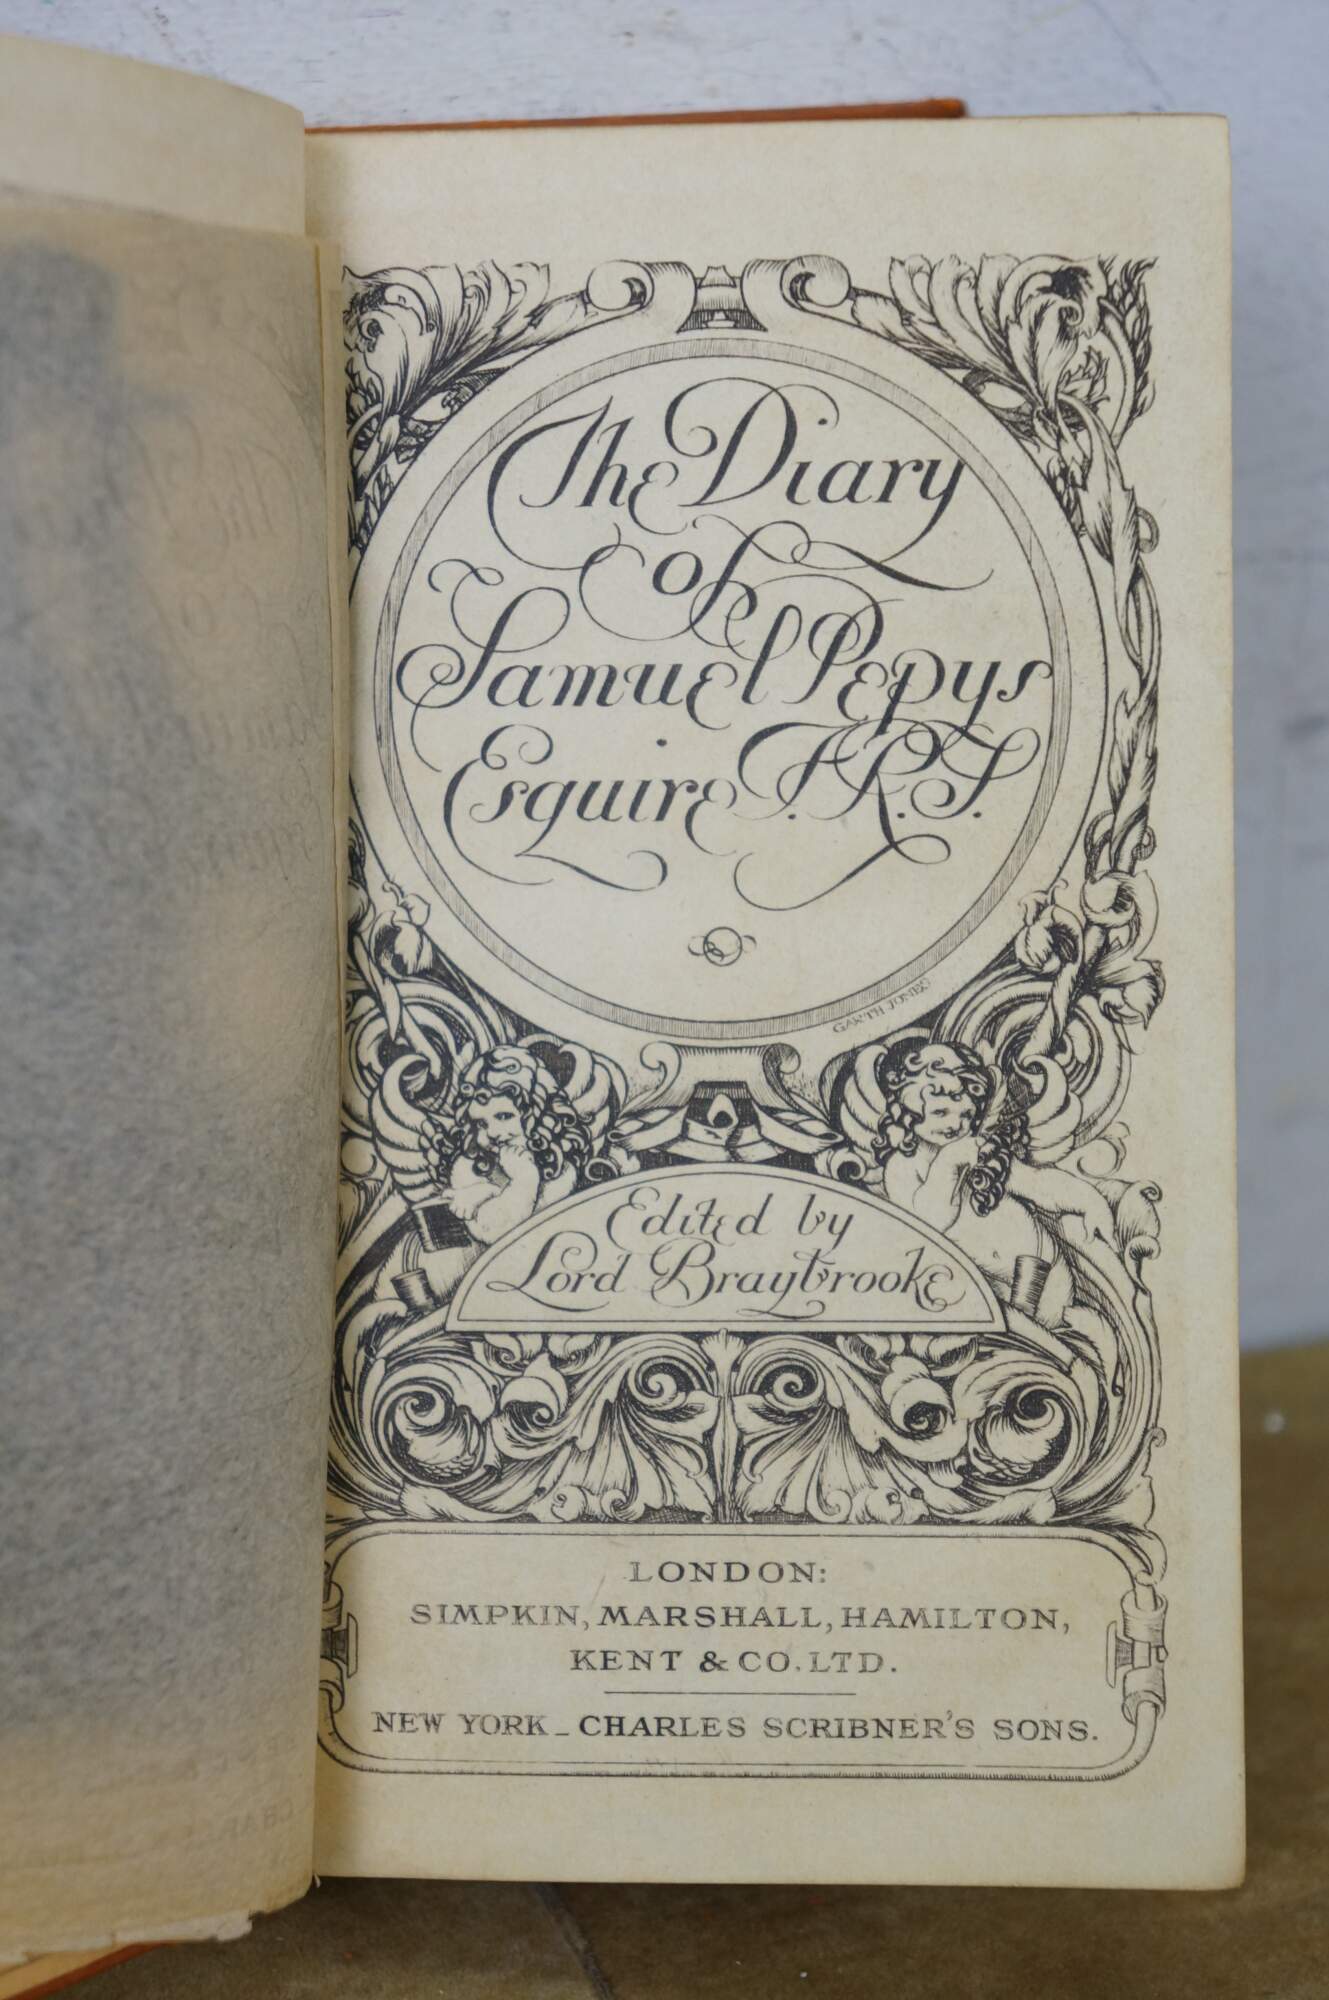 The Diary
of
Samuel Pepys
Esquire F.R.S.
GARTH JONES
Edited by
Lord Braybrooke
LONDON:
SIMPKIN, MARSHALL, HAMILTON,
KENT & CO. LTD.
NEW YORK - CHARLES SCRIBNER'S SONS.